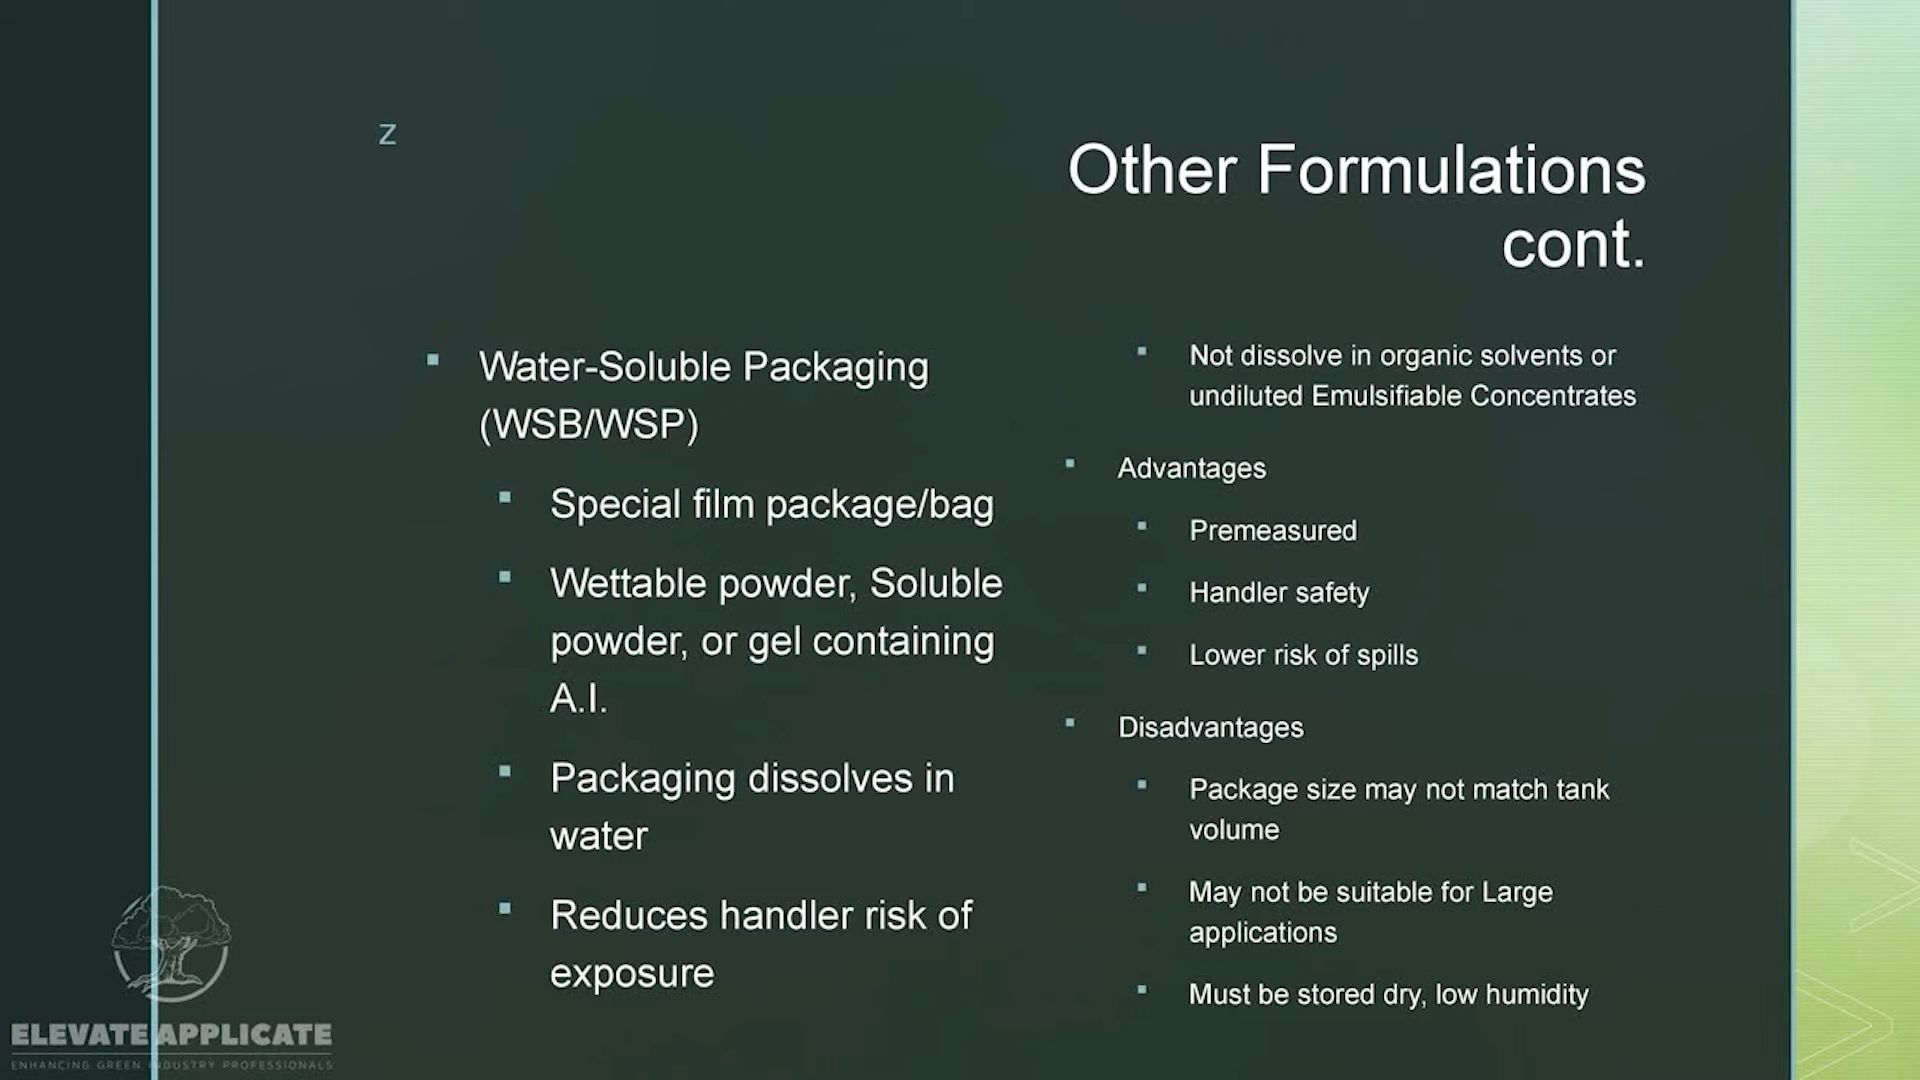 z
Other Formulations
cont.
Water-Soluble Packaging
(WSB/WSP)
Special film package/bag
Wettable powder, Soluble
powder, or gel containing
A.I.
Packaging dissolves in
water
Reduces handler risk of
exposure
Not dissolve in organic solvents or
undiluted Emulsifiable Concentrates
Advantages
Premeasured
Handler safety
Lower risk of spills
Disadvantages
Package size may not match tank
volume
May not be suitable for Large
applications
Must be stored dry, low humidity
ELEVATE APPLICATE
ENHANCING GREEN INDUSTRY PROFESSIONALS